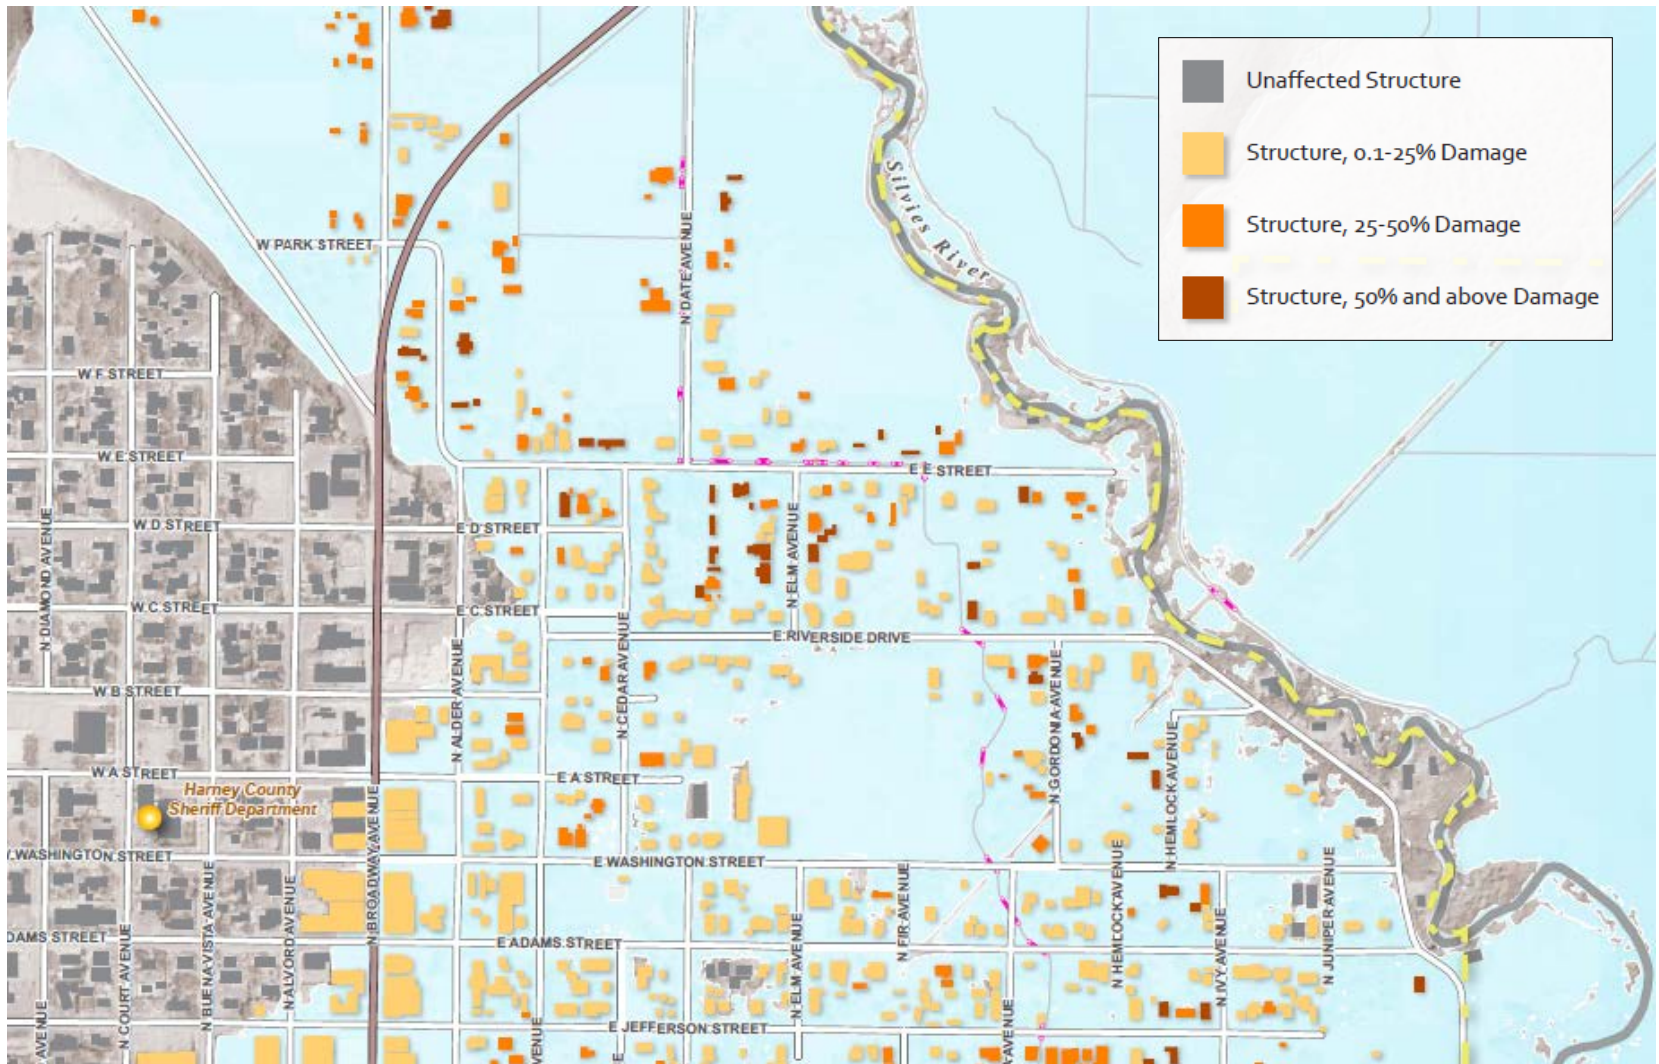 Unaffected Structure
Structure, 0.1-25% Damage
Structure, 25-50% Damage
Structure, 50% and above Damage
Silvies River
W PARK STREET
N DATE AVENUE
W F STREET
W E STREET
E E STREET
N DIAMOND AVENUE
W D STREET
E D STREET
N ELM AVENUE
W C STREET
E C STREET
N CEDAR AVENUE
E RIVERSIDE DRIVE
N ALDER AVENUE
N GORDONIA AVENUE
W B STREET
N HEMLOCK AVENUE
W A STREET
E A STREET
Harney County
Sheriff Department
N BROADWAY AVENUE
WASHINGTON STREET
E WASHINGTON STREET
N BUENA VISTA AVENUE
N ALVORD AVENUE
N FIR AVENUE
N HEMLOCK AVENUE
N JUNIPER AVENUE
DAMS STREET
E ADAMS STREET
N COURT AVENUE
N ELM AVENUE
N IVY AVENUE
AVENUE
E JEFFERSON STREET
VENUE
E
AVENUE